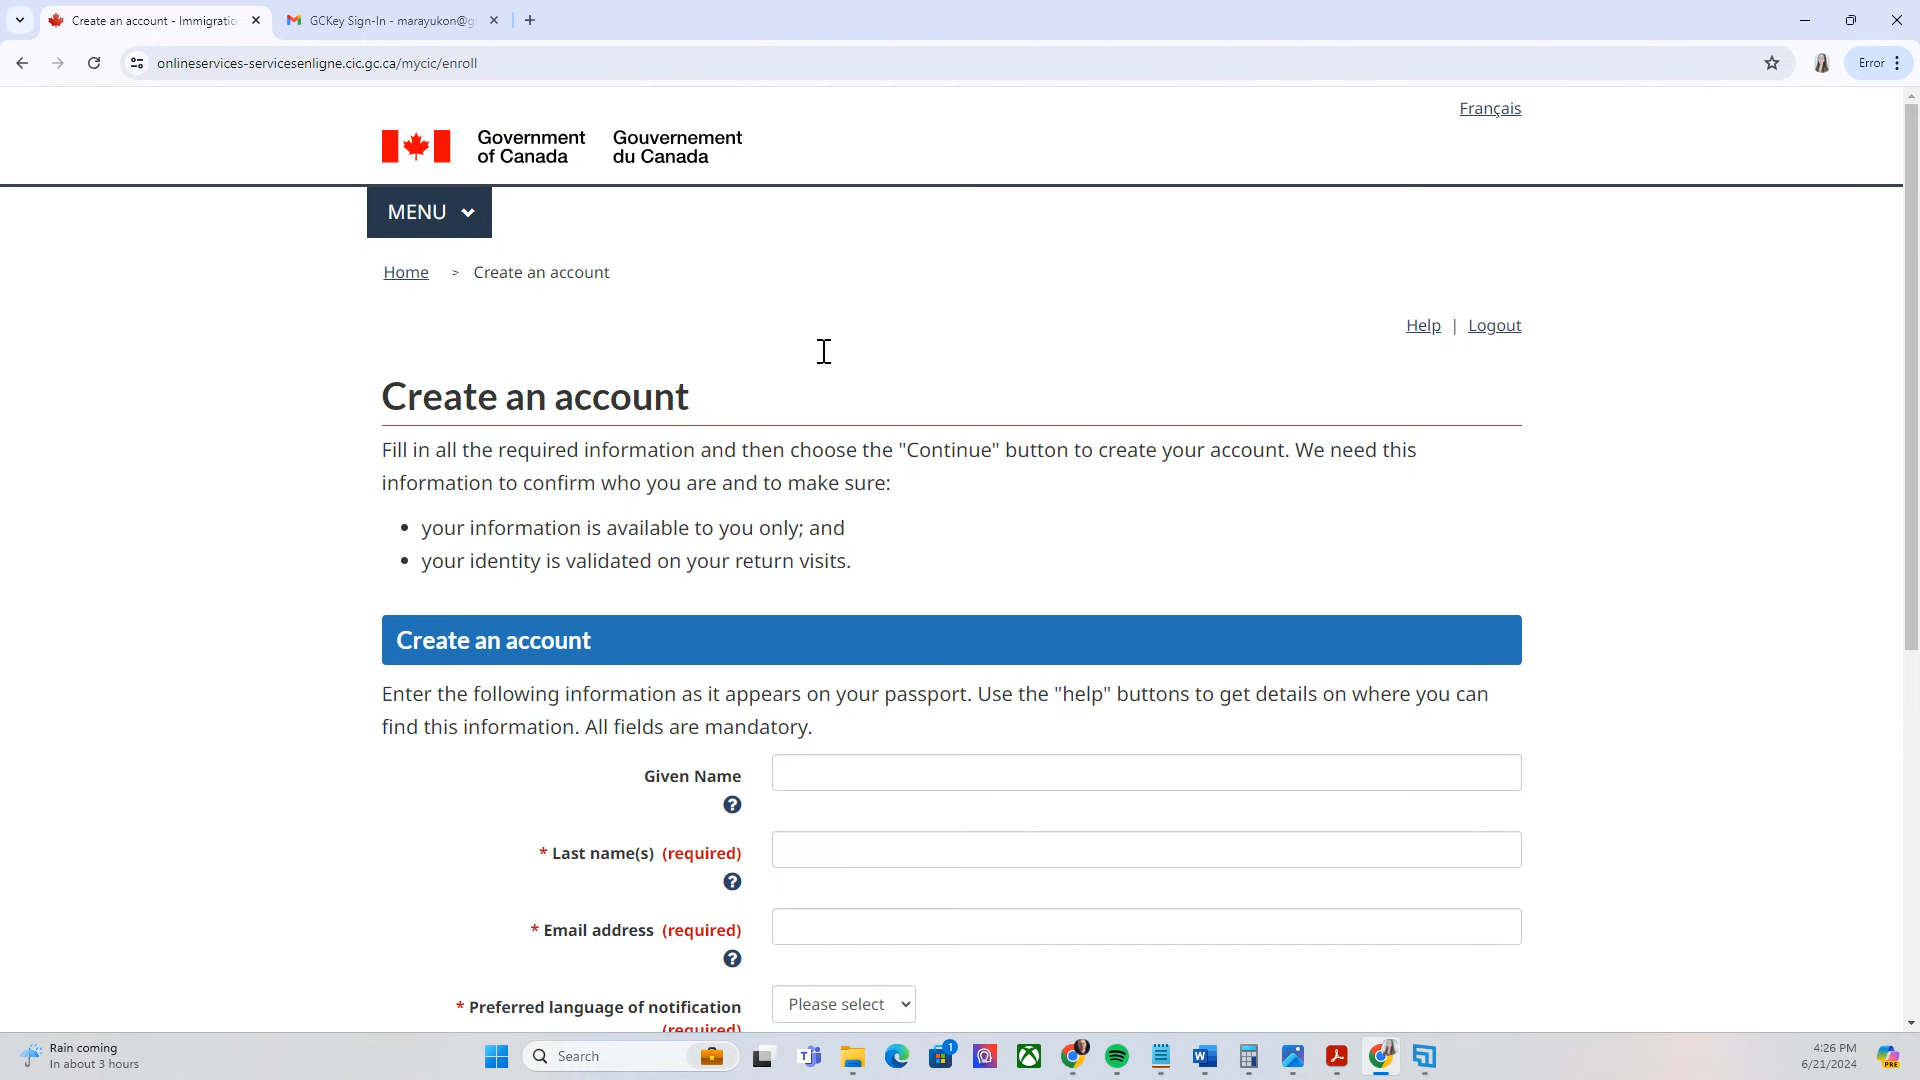 Create an account - Immigratio
GCKey Sign-In - marayukon@g
onlineservices-servicesenligne.cic.gc.ca/mycic/enroll
Error
Français
Government Gouvernement
of Canada du Canada
MENU
Home > Create an account
Help | Logout
Create an account
Fill in all the required information and then choose the "Continue" button to create your account. We need this
information to confirm who you are and to make sure:
• your information is available to you only; and
• your identity is validated on your return visits.
Create an account
Enter the following information as it appears on your passport. Use the "help" buttons to get details on where you can
find this information. All fields are mandatory.
Given Name
* Last name(s) (required)
* Email address (required)
* Preferred language of notification Please select
(required)
Rain coming
In about 3 hours
Search
1
4:26 PM
6/21/2024
PRE